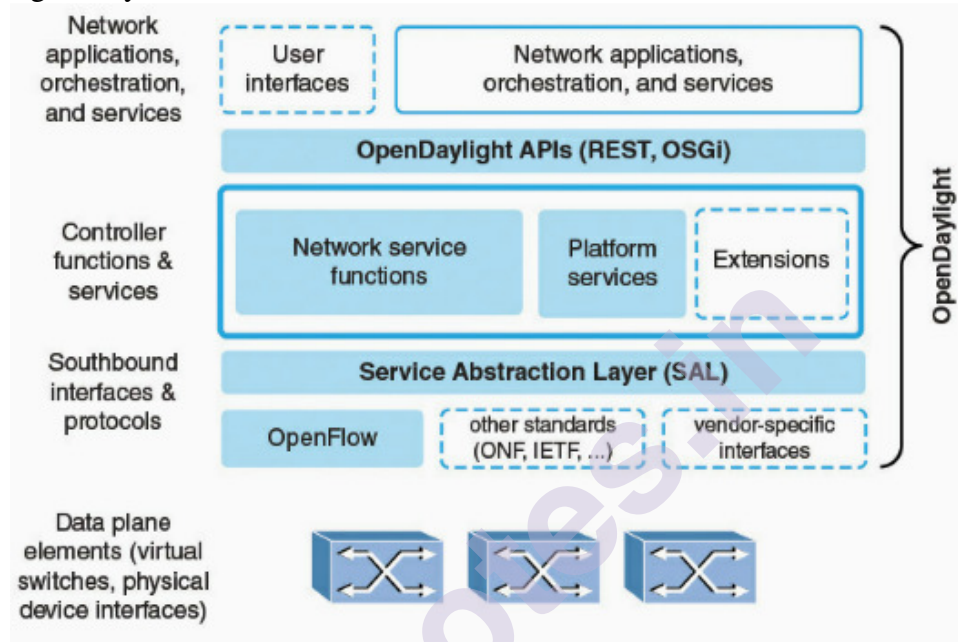 Network
applications,
orchestration,
and services
User
interfaces
Network applications,
orchestration, and services
OpenDaylight APIs (REST, OSGi)
Controller
functions &
services
Network service
functions
Platform
services
Extensions
OpenDaylight
Southbound
interfaces &
protocols
Service Abstraction Layer (SAL)
OpenFlow
other standards
(ONF, IETF, ...)
vendor-specific
interfaces
Data plane
elements (virtual
switches, physical
device interfaces)
otes.in